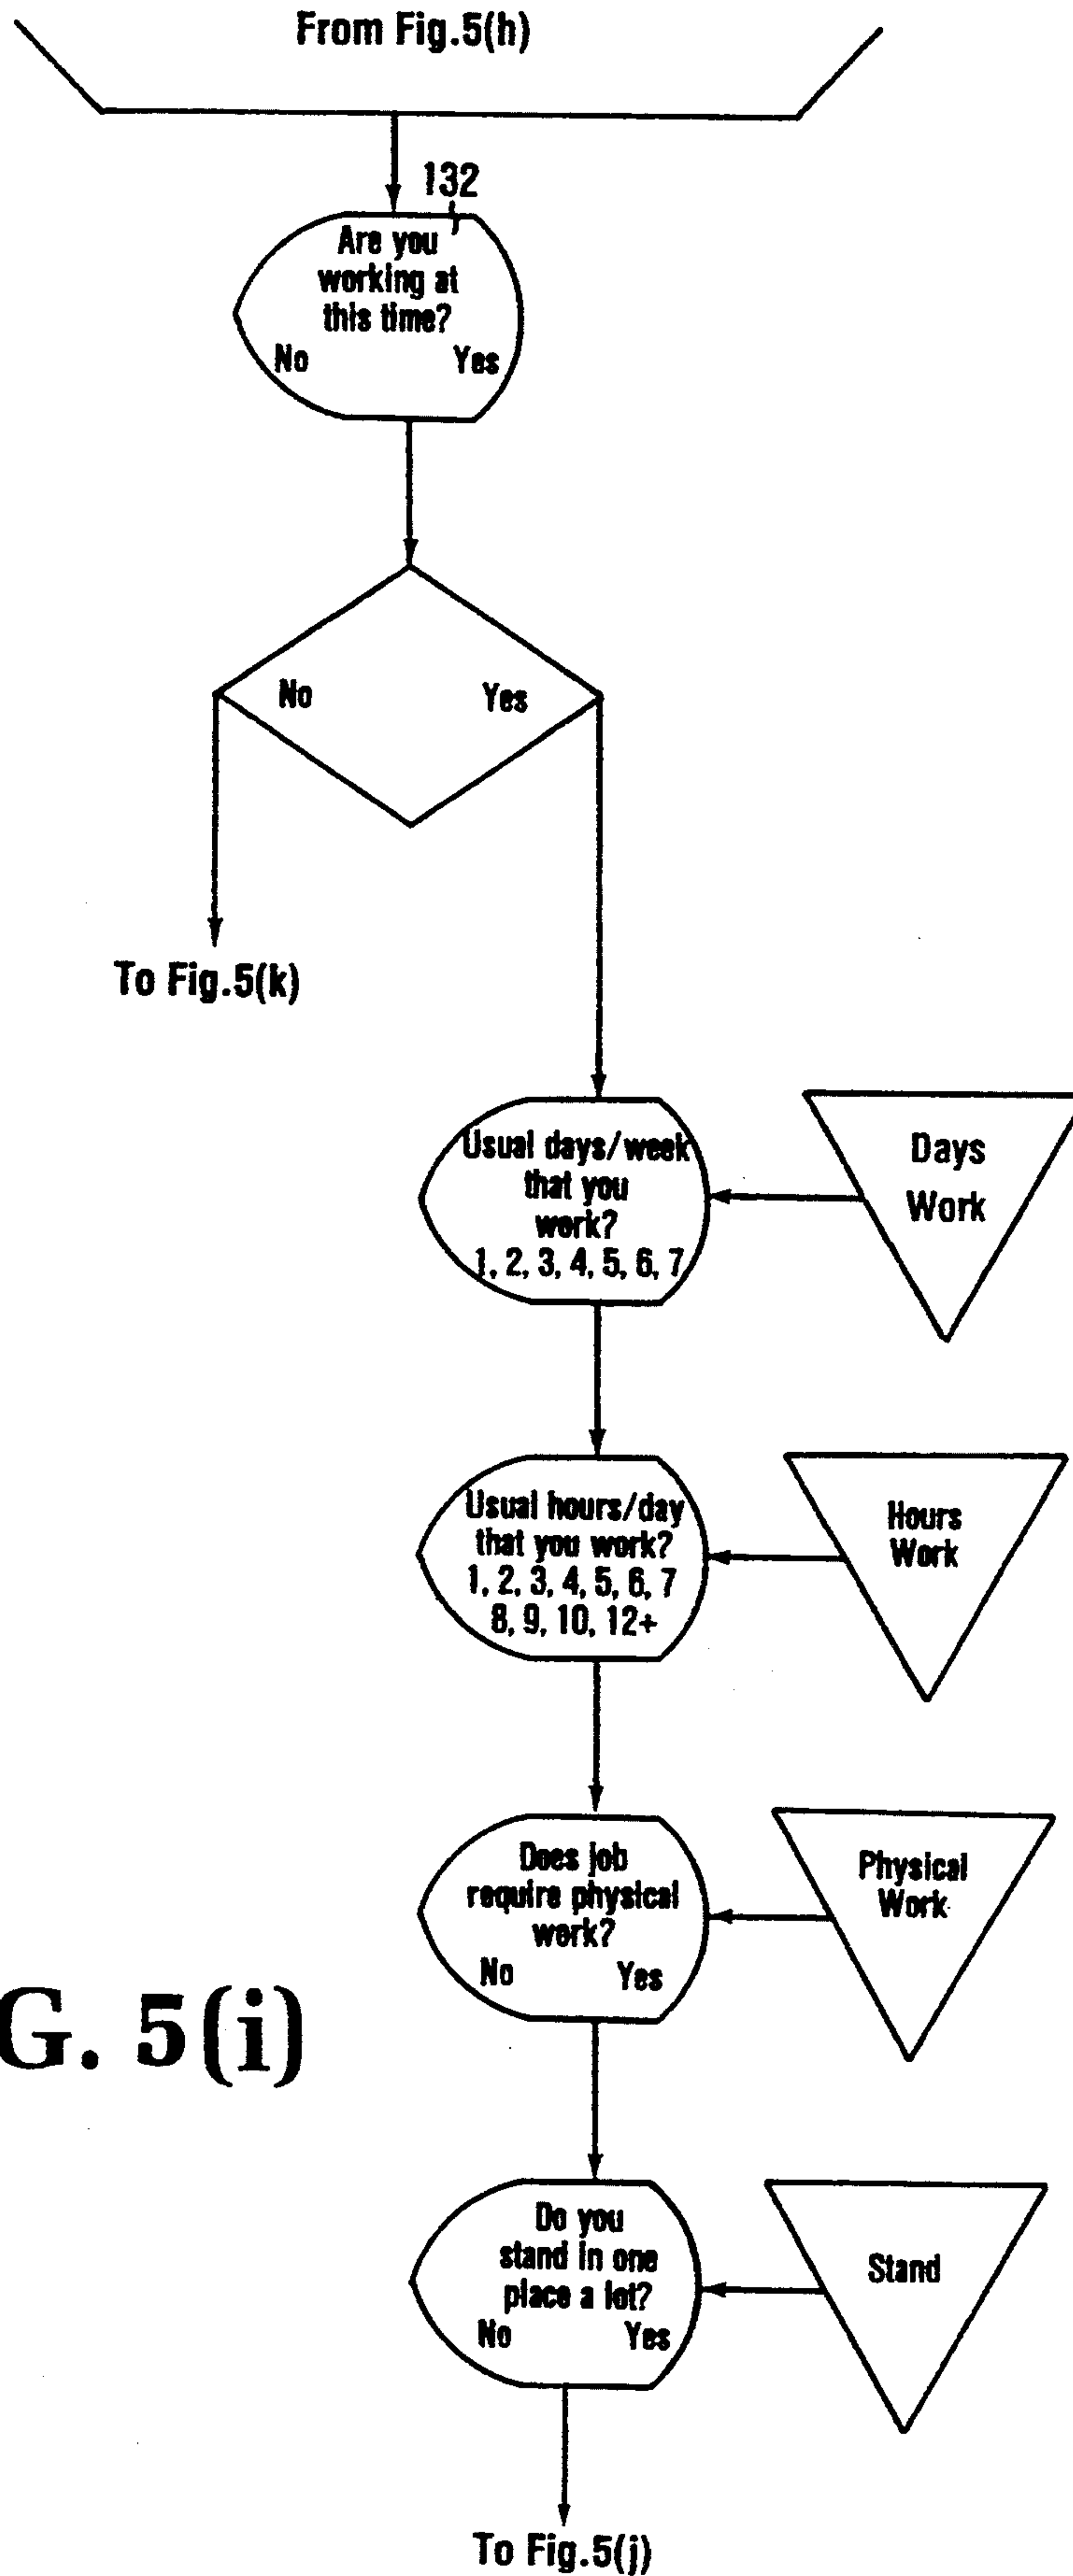 From Fig.5(h)
132
Are you
working at
this time?
No Yes
No Yes
To Fig.5(k)
Usual days/week
that you
work?
1, 2, 3, 4, 5, 6, 7
Days
Work
Usual hours/day
that you work?
1, 2, 3, 4, 5, 6, 7
8, 9, 10, 12+
Hours
Work
Does job
require physical
work?
No Yes
Physical
Work
G. 5(i)
Do you
stand in one
place a lot?
No Yes
Stand
To Fig.5(j)